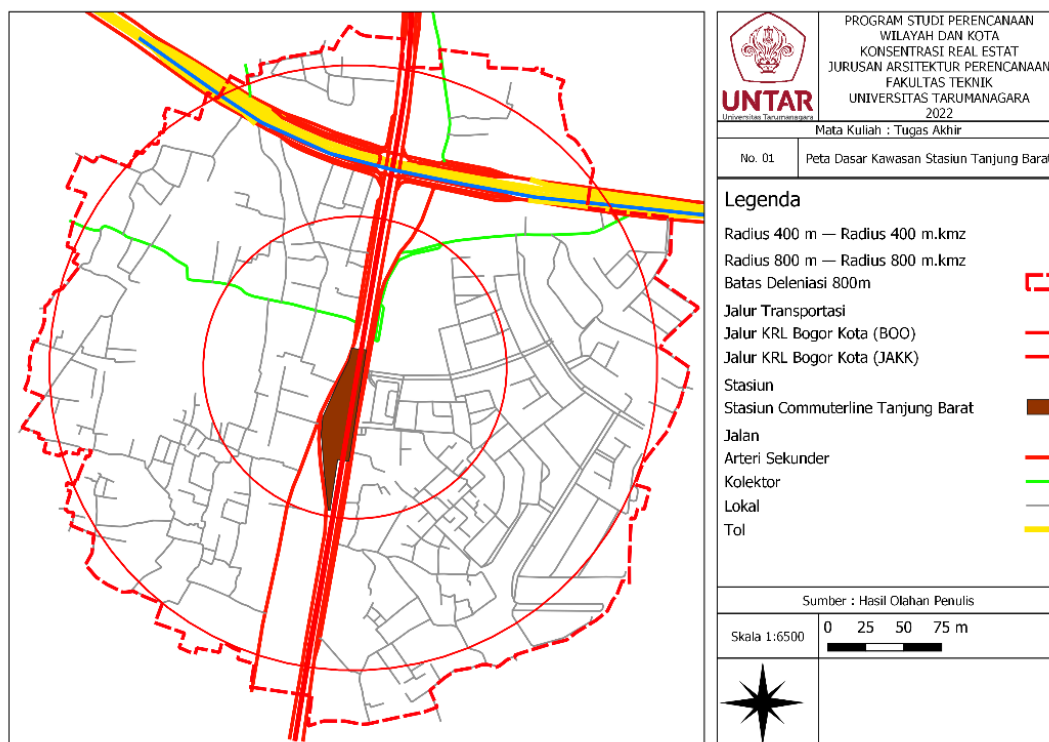 UNTAR
Universitas Tarumanagara
PROGRAM STUDI PERENCANAAN
WILAYAH DAN KOTA
KONSENTRASI REAL ESTAT
JURUSAN ARSITEKTUR PERENCANAAN
FAKULTAS TEKNIK
UNIVERSITAS TARUMANAGARA
2022
Mata Kuliah : Tugas Akhir
No. 01
Peta Dasar Kawasan Stasiun Tanjung Barat
Legenda
Radius 400 m — Radius 400 m.kmz
Radius 800 m — Radius 800 m.kmz
Batas Deleniasi 800m
Jalur Transportasi
Jalur KRL Bogor Kota (BOO)
Jalur KRL Bogor Kota (JAKK)
Stasiun
Stasiun Commuterline Tanjung Barat
Jalan
Arteri Sekunder
Kolektor
Lokal
Tol
Sumber : Hasil Olahan Penulis
Skala 1:6500
0 25 50 75 m